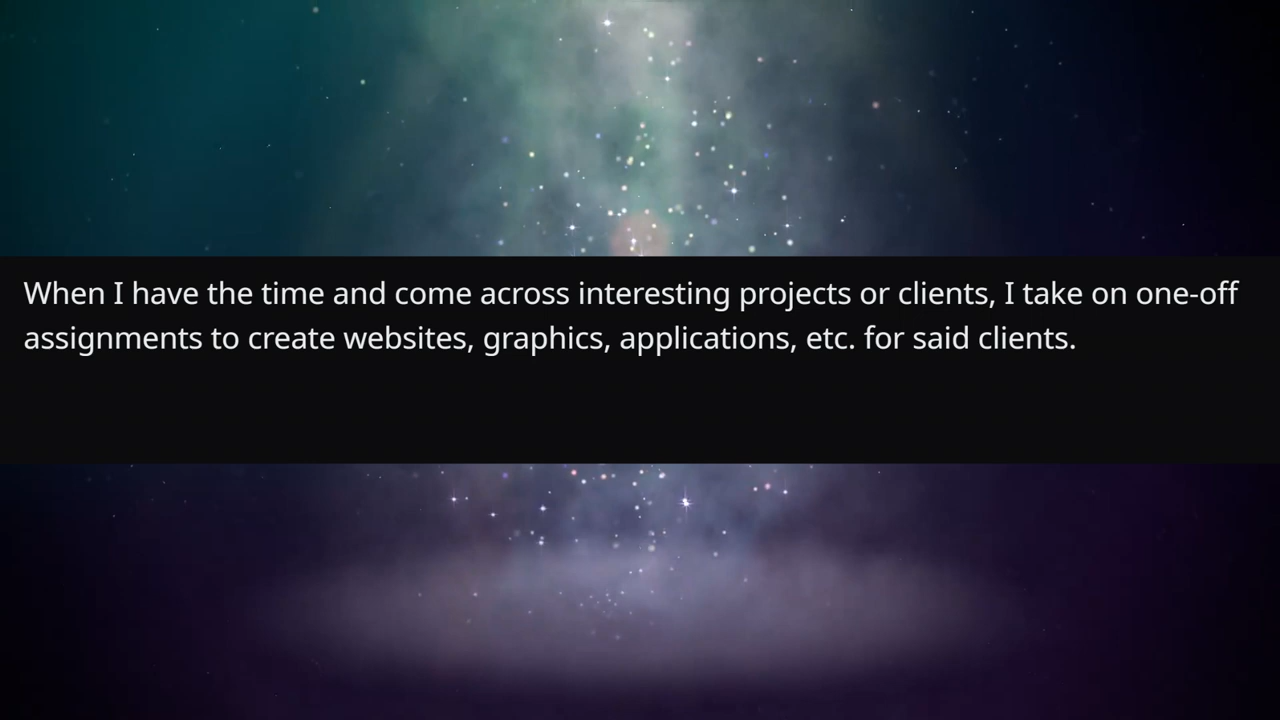 When I have the time and come across interesting projects or clients, I take on one-off
assignments to create websites, graphics, applications, etc. for said clients.